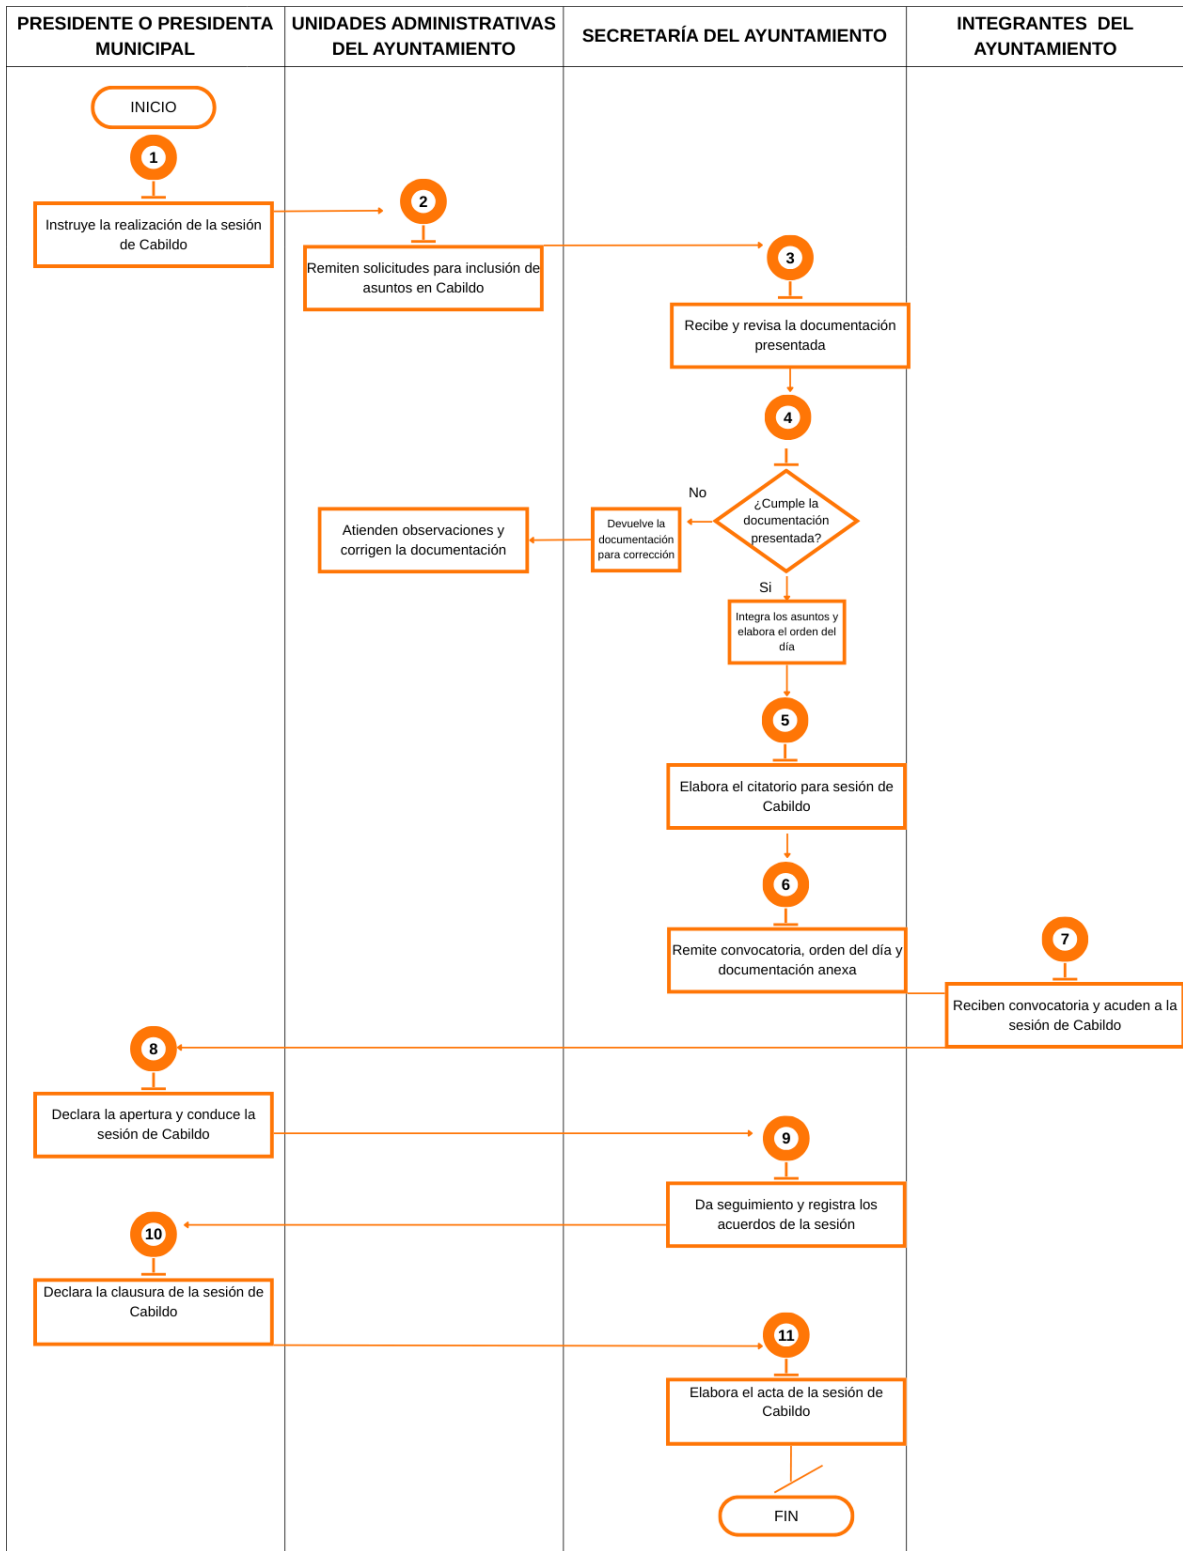 PRESIDENTE O PRESIDENTA
MUNICIPAL
UNIDADES ADMINISTRATIVAS
DEL AYUNTAMIENTO
SECRETARÍA DEL AYUNTAMIENTO
INTEGRANTES DEL
AYUNTAMIENTO
INICIO
1
Instruye la realización de la sesión
de Cabildo
2
Remiten solicitudes para inclusión de
asuntos en Cabildo
3
Recibe y revisa la documentación
presentada
4
¿Cumple la
documentación
presentada?
No
Devuelve la
documentación
para corrección
Atienden observaciones y
corrigen la documentación
Si
Integra los asuntos y
elabora el orden del
día
5
Elabora el citatorio para sesión de
Cabildo
6
Remite convocatoria, orden del día y
documentación anexa
7
Reciben convocatoria y acuden a la
sesión de Cabildo
8
Declara la apertura y conduce la
sesión de Cabildo
9
Da seguimiento y registra los
acuerdos de la sesión
10
Declara la clausura de la sesión de
Cabildo
11
Elabora el acta de la sesión de
Cabildo
FIN